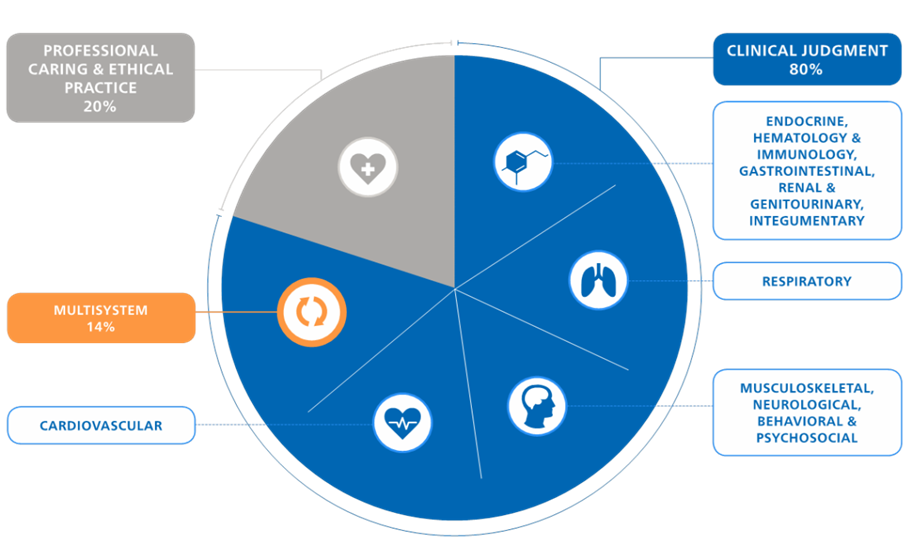 PROFESSIONAL
CARING & ETHICAL
PRACTICE
20%
CLINICAL JUDGMENT
80%
ENDOCRINE,
HEMATOLOGY &
IMMUNOLOGY,
GASTROINTESTINAL,
RENAL &
GENITOURINARY,
INTEGUMENTARY
RESPIRATORY
MULTISYSTEM
14%
MUSCULOSKELETAL,
NEUROLOGICAL,
BEHAVIORAL &
PSYCHOSOCIAL
CARDIOVASCULAR